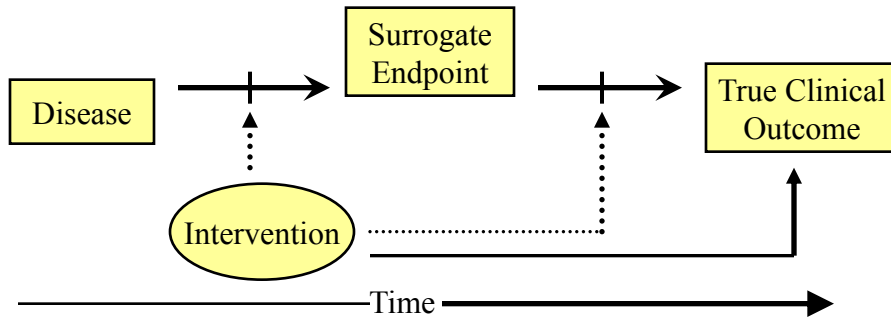 Surrogate
Endpoint
Disease
True Clinical
Outcome
Intervention
Time